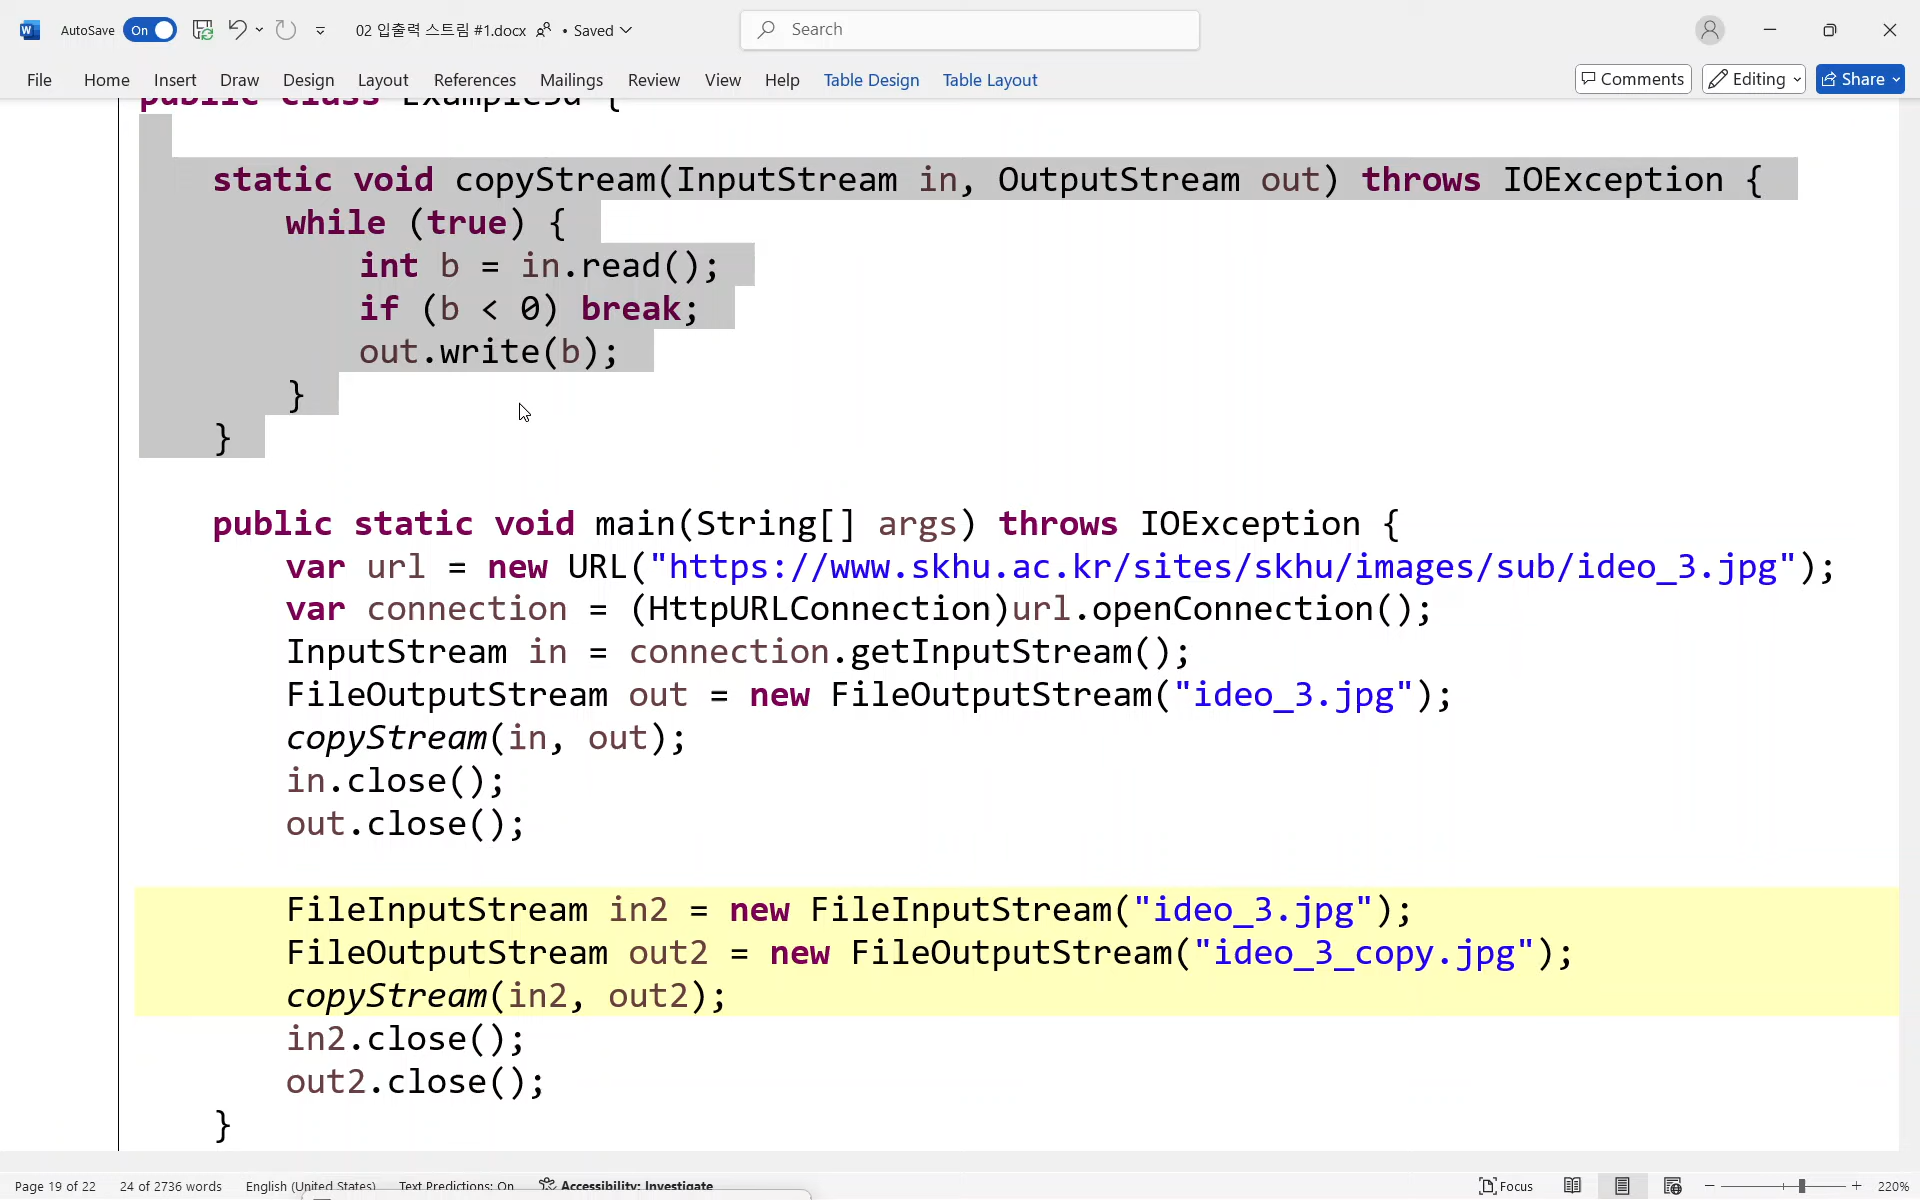 AutoSave On 02 입출력 스트림 #1.docx • Saved Search
File Home Insert Draw Design Layout References Mailings Review View Help Table Design Table Layout Comments Editing Share
public class Example3d {
static void copyStream(InputStream in, OutputStream out) throws IOException {
while (true) {
int b = in.read();
if (b < 0) break;
out.write(b);
}
}
public static void main(String[] args) throws IOException {
var url = new URL("https://www.skhu.ac.kr/sites/skhu/images/sub/ideo_3.jpg");
var connection = (HttpURLConnection)url.openConnection();
InputStream in = connection.getInputStream();
FileOutputStream out = new FileOutputStream("ideo_3.jpg");
copyStream(in, out);
in.close();
out.close();
FileInputStream in2 = new FileInputStream("ideo_3.jpg");
FileOutputStream out2 = new FileOutputStream("ideo_3_copy.jpg");
copyStream(in2, out2);
in2.close();
out2.close();
}
Page 19 of 22 24 of 2736 words English (United States) Text Predictions: On Accessibility: Investigate Focus 220%